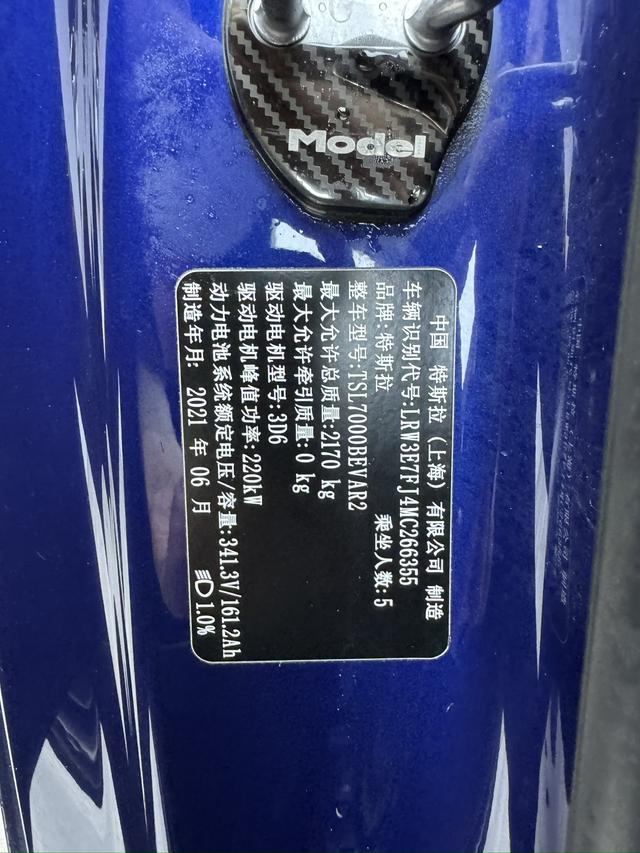 Model
中国 特斯拉（上海）有限公司 制造
车辆识别代号:LRW3E7FJ4MC266355
品牌:特斯拉 乘坐人数:5
整车型号:TSL7000BEVAR2
最大允许总质量:2170 kg
最大允许牵引质量:0 kg
驱动电机型号:3D6
驱动电机峰值功率:220kW
动力电池系统额定电压/容量:341.3V/161.2Ah
制造年月: 2021 年 06 月 1.0%